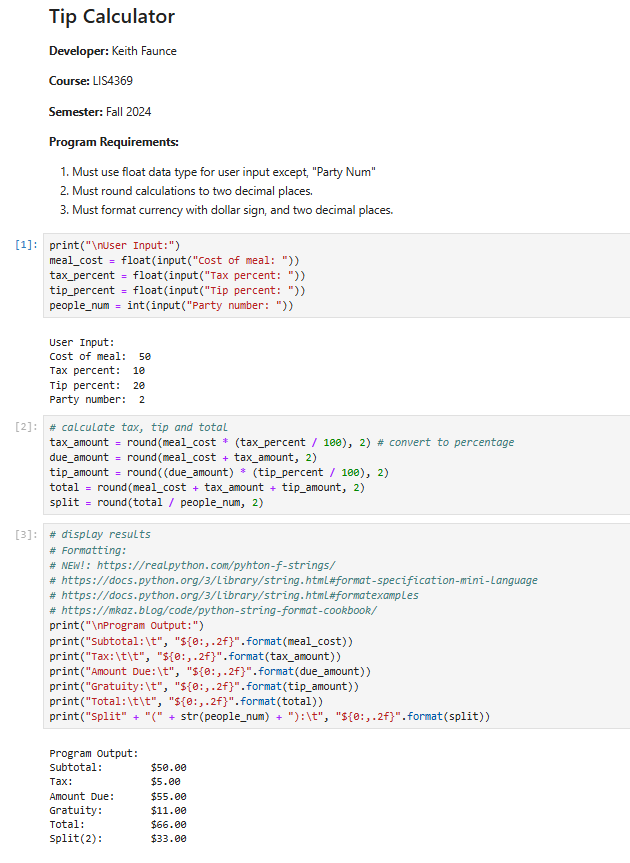 Tip Calculator
Developer: Keith Faunce
Course: LIS4369
Semester: Fall 2024
Program Requirements:
1. Must use float data type for user input except, "Party Num"
2. Must round calculations to two decimal places.
3. Must format currency with dollar sign, and two decimal places.
[1]: print("\nUser Input:")
meal_cost = float(input("Cost of meal: "))
tax_percent = float(input("Tax percent: "))
tip_percent = float(input("Tip percent: "))
people_num = int(input("Party number: "))
User Input:
Cost of meal:  50
Tax percent:  10
Tip percent:  20
Party number:  2
[2]: # calculate tax, tip and total
tax_amount = round(meal_cost * (tax_percent / 100), 2) # convert to percentage
due_amount = round(meal_cost + tax_amount, 2)
tip_amount = round((due_amount) * (tip_percent / 100), 2)
total = round(meal_cost + tax_amount + tip_amount, 2)
split = round(total / people_num, 2)
[3]: # display results
# Formatting:
# NEW!: https://realpython.com/pyhton-f-strings/
# https://docs.python.org/3/library/string.html#format-specification-mini-language
# https://docs.python.org/3/library/string.html#formatexamples
# https://mkaz.blog/code/python-string-format-cookbook/
print("\nProgram Output:")
print("Subtotal:\t", "${0:,.2f}".format(meal_cost))
print("Tax:\t\t", "${0:,.2f}".format(tax_amount))
print("Amount Due:\t", "${0:,.2f}".format(due_amount))
print("Gratuity:\t", "${0:,.2f}".format(tip_amount))
print("Total:\t\t", "${0:,.2f}".format(total))
print("Split" + "(" + str(people_num) + "):\t", "${0:,.2f}".format(split))
Program Output:
Subtotal:        $50.00
Tax:             $5.00
Amount Due:      $55.00
Gratuity:        $11.00
Total:           $66.00
Split(2):        $33.00